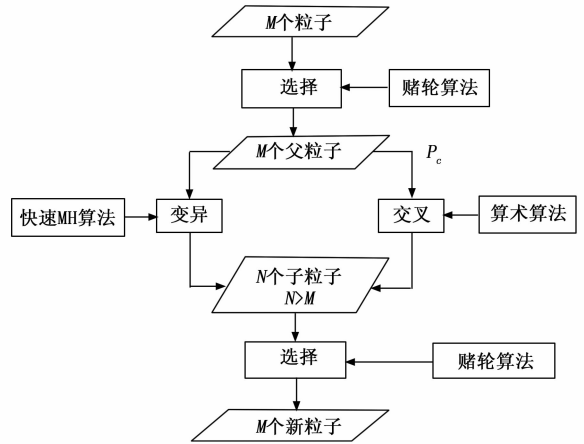 M个粒子
选择
赌轮算法
M个父粒子
Pc
快速MH算法
变异
交叉
算术算法
N个子粒子
N>M
选择
赌轮算法
M个新粒子